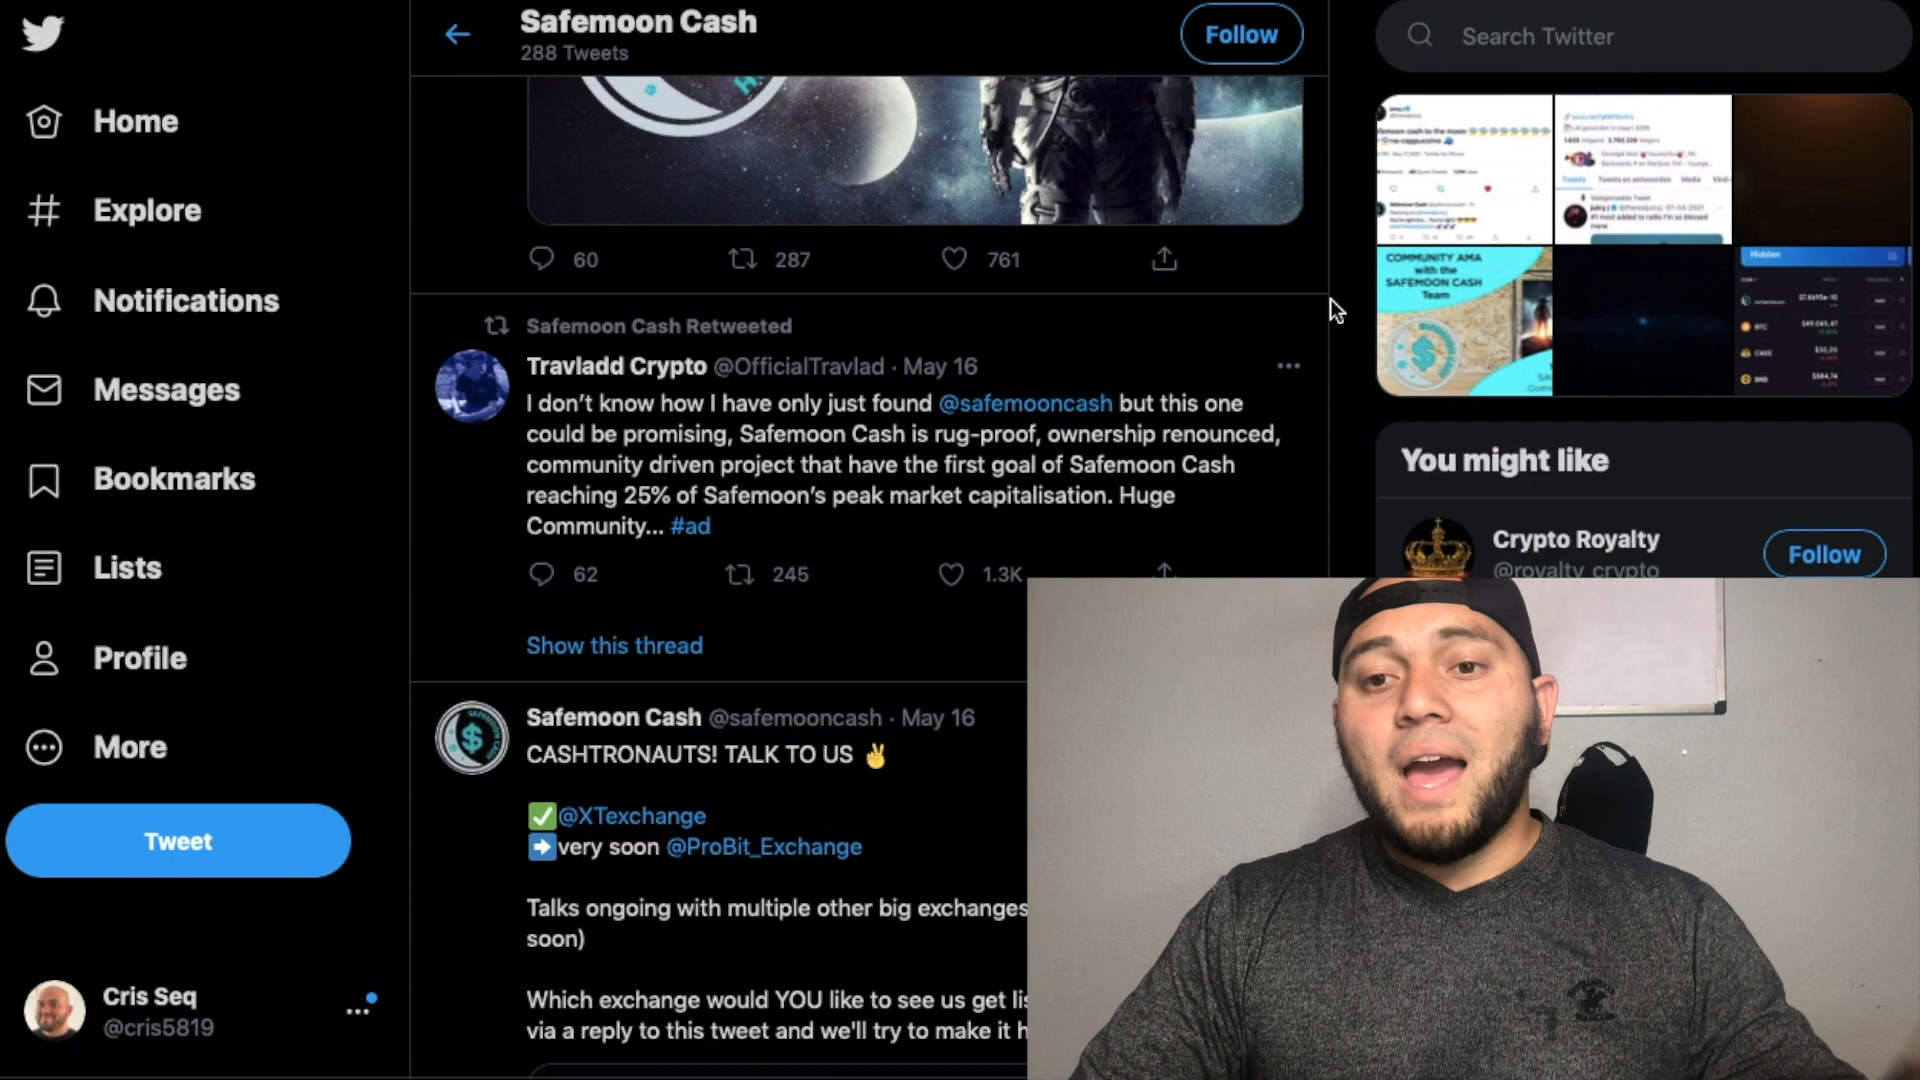 Safemoon Cash
288 Tweets
Follow
Search Twitter
Home
Explore
Notifications
Messages
Bookmarks
Lists
Profile
More
Tweet
Cris Seq
@cris5819
60
287
761
Safemoon Cash Retweeted
Travladd Crypto @OfficialTravlad · May 16
I don't know how I have only just found @safemooncash but this one
could be promising, Safemoon Cash is rug-proof, ownership renounced,
community driven project that have the first goal of Safemoon Cash
reaching 25% of Safemoon's peak market capitalisation. Huge
Community... #ad
62
245
1.3K
Show this thread
Safemoon Cash @safemooncash · May 16
CASHTRONAUTS! TALK TO US ✌
✅@XTexchange
➡very soon @ProBit_Exchange
Talks ongoing with multiple other big exchanges
soon)
Which exchange would YOU like to see us get
via a reply to this tweet and we'll try to make it
COMMUNITY AMA
with the
SAFEMOON CASH
Team
Hidden
BTC
CAKE
BNB
You might like
Crypto Royalty
@royalty_crypto
Follow